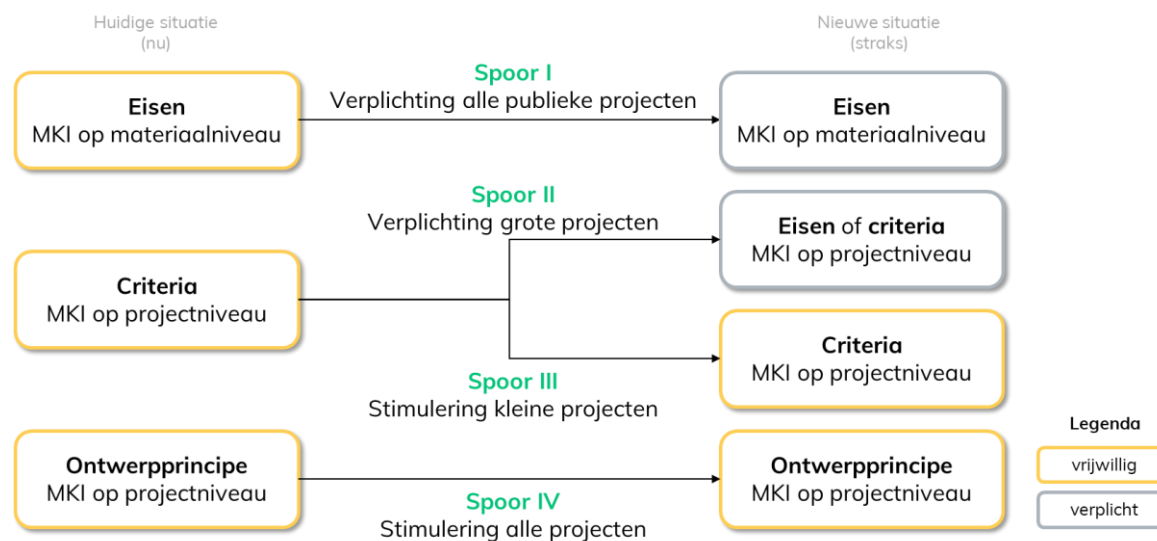 Huidige situatie
(nu)
Nieuwe situatie
(straks)
Spoor I
Verplichting alle publieke projecten
Eisen
MKI op materiaalniveau
Eisen
MKI op materiaalniveau
Spoor II
Verplichting grote projecten
Eisen of criteria
MKI op projectniveau
Criteria
MKI op projectniveau
Criteria
MKI op projectniveau
Spoor III
Stimulering kleine projecten
Ontwerpprincipe
MKI op projectniveau
Ontwerpprincipe
MKI op projectniveau
Spoor IV
Stimulering alle projecten
Legenda
vrijwillig
verplicht